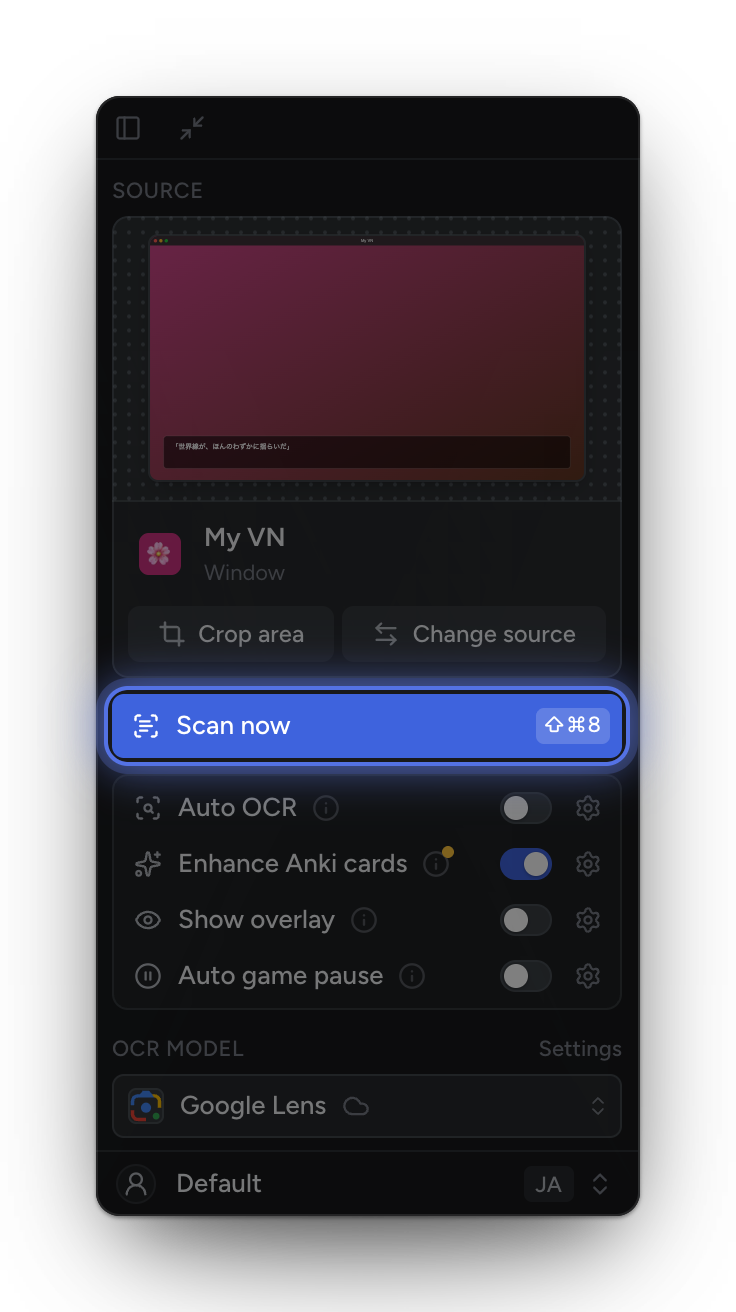 SOURCE
My VN
「世界線が、ほんのわずかに揺らいだ」
My VN
Window
Crop area
Change source
Scan now
⇧⌘8
Auto OCR
Enhance Anki cards
Show overlay
Auto game pause
OCR MODEL
Settings
Google Lens
Default
JA